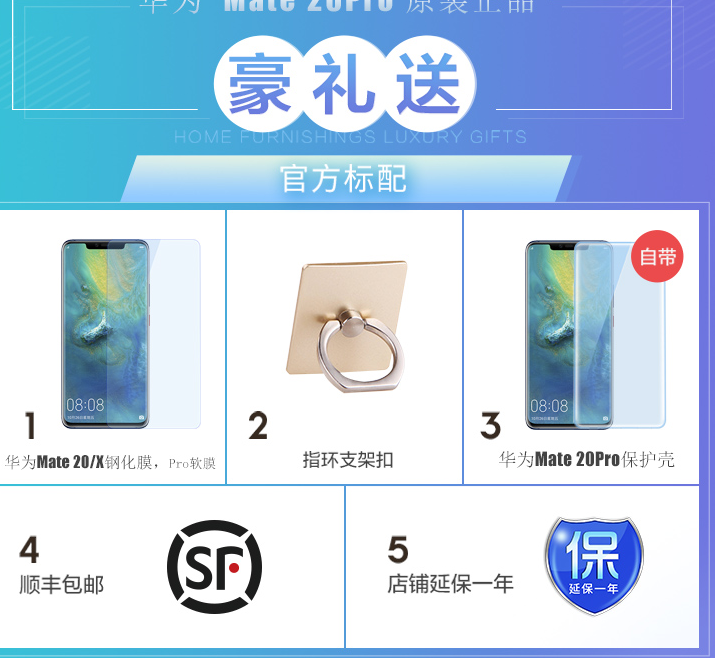 华为 Mate 20Pro 原装正品
豪礼送
HOME FURNISHINGS LUXURY GIFTS
官方标配
08:08
1
华为Mate 20/X钢化膜，Pro软膜
2
指环支架扣
自带
08:08
3
华为Mate 20Pro保护壳
4
顺丰包邮
SF
5
店铺延保一年
保
延保一年